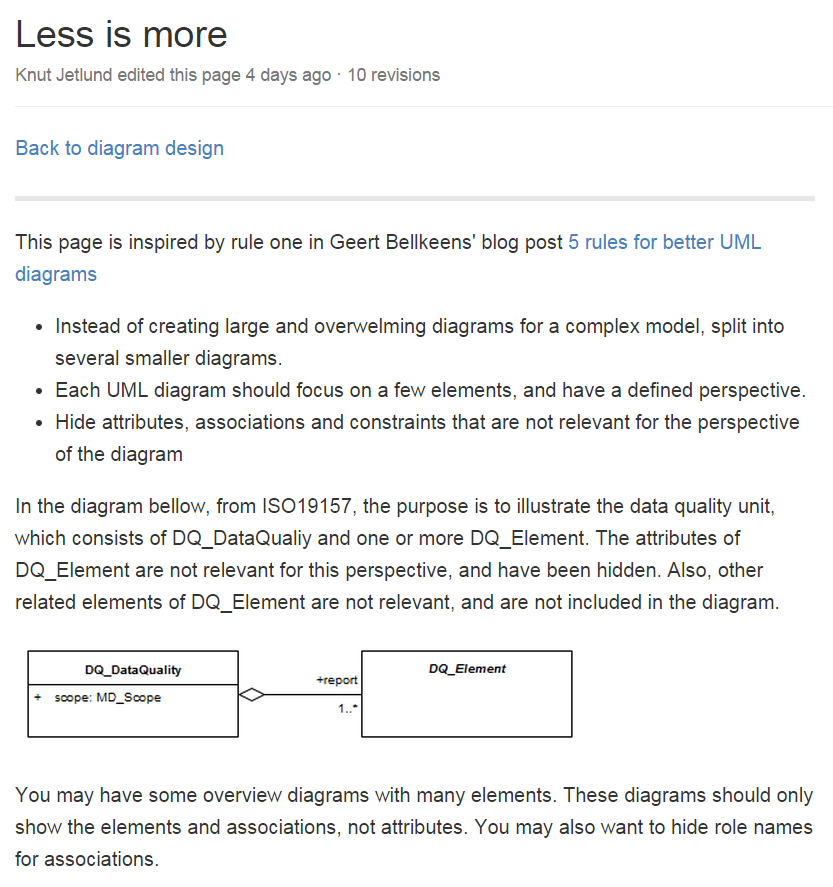 Less is more
Knut Jetlund edited this page 4 days ago · 10 revisions
Back to diagram design
This page is inspired by rule one in Geert Bellkeens' blog post 5 rules for better UML
diagrams
• Instead of creating large and overwelming diagrams for a complex model, split into
several smaller diagrams.
• Each UML diagram should focus on a few elements, and have a defined perspective.
• Hide attributes, associations and constraints that are not relevant for the perspective
of the diagram
In the diagram bellow, from ISO19157, the purpose is to illustrate the data quality unit,
which consists of DQ_DataQualiy and one or more DQ_Element. The attributes of
DQ_Element are not relevant for this perspective, and have been hidden. Also, other
related elements of DQ_Element are not relevant, and are not included in the diagram.
DQ_DataQuality
+ scope: MD_Scope
+report
1..*
DQ_Element
You may have some overview diagrams with many elements. These diagrams should only
show the elements and associations, not attributes. You may also want to hide role names
for associations.